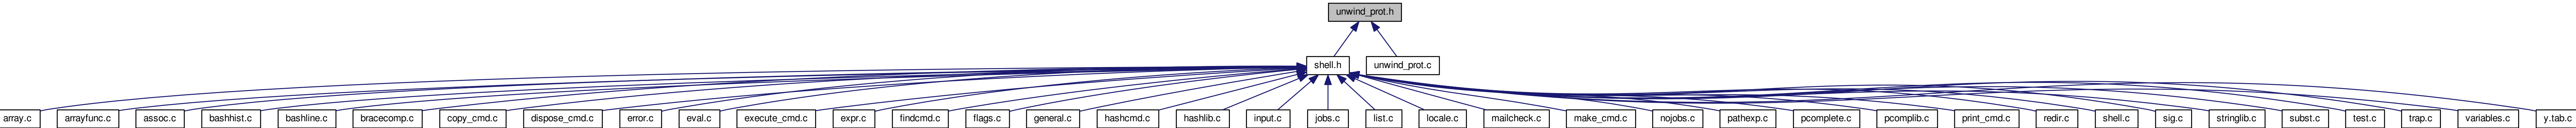 unwind_prot.h
shell.h unwind_prot.c
array.c arrayfunc.c assoc.c bashhist.c bashline.c bracecomp.c copy_cmd.c dispose_cmd.c error.c eval.c execute_cmd.c expr.c findcmd.c flags.c general.c hashcmd.c hashlib.c input.c jobs.c list.c locale.c mailcheck.c make_cmd.c nojobs.c pathexp.c pcomplete.c pcomplib.c print_cmd.c redir.c shell.c sig.c stringlib.c subst.c test.c trap.c variables.c y.tab.c